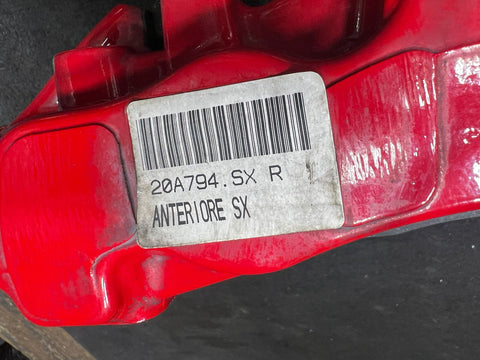 20A794.SX R
ANTERIORE SX